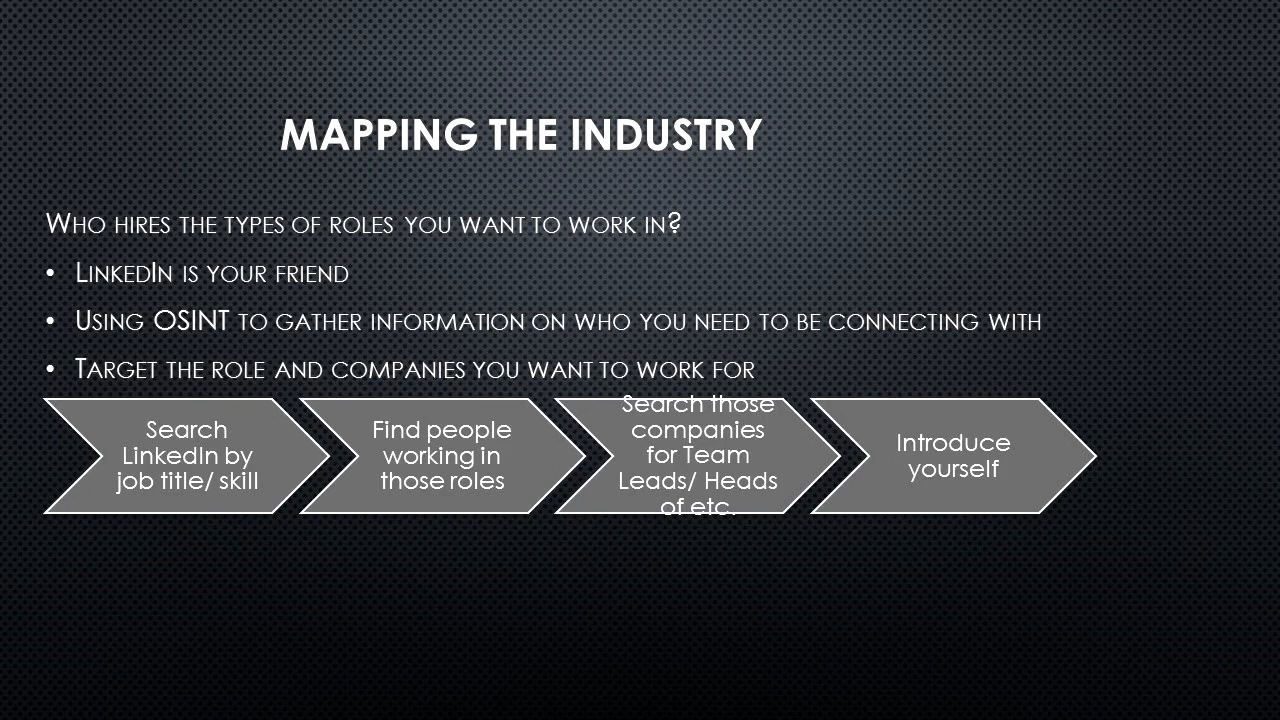 MAPPING THE INDUSTRY
WHO HIRES THE TYPES OF ROLES YOU WANT TO WORK IN?
• LINKEDIN IS YOUR FRIEND
• USING OSINT TO GATHER INFORMATION ON WHO YOU NEED TO BE CONNECTING WITH
• TARGET THE ROLE AND COMPANIES YOU WANT TO WORK FOR
Search
LinkedIn by
job title/ skill
Find people
working in
those roles
Search those
companies
for Team
Leads/ Heads
of etc.
Introduce
yourself